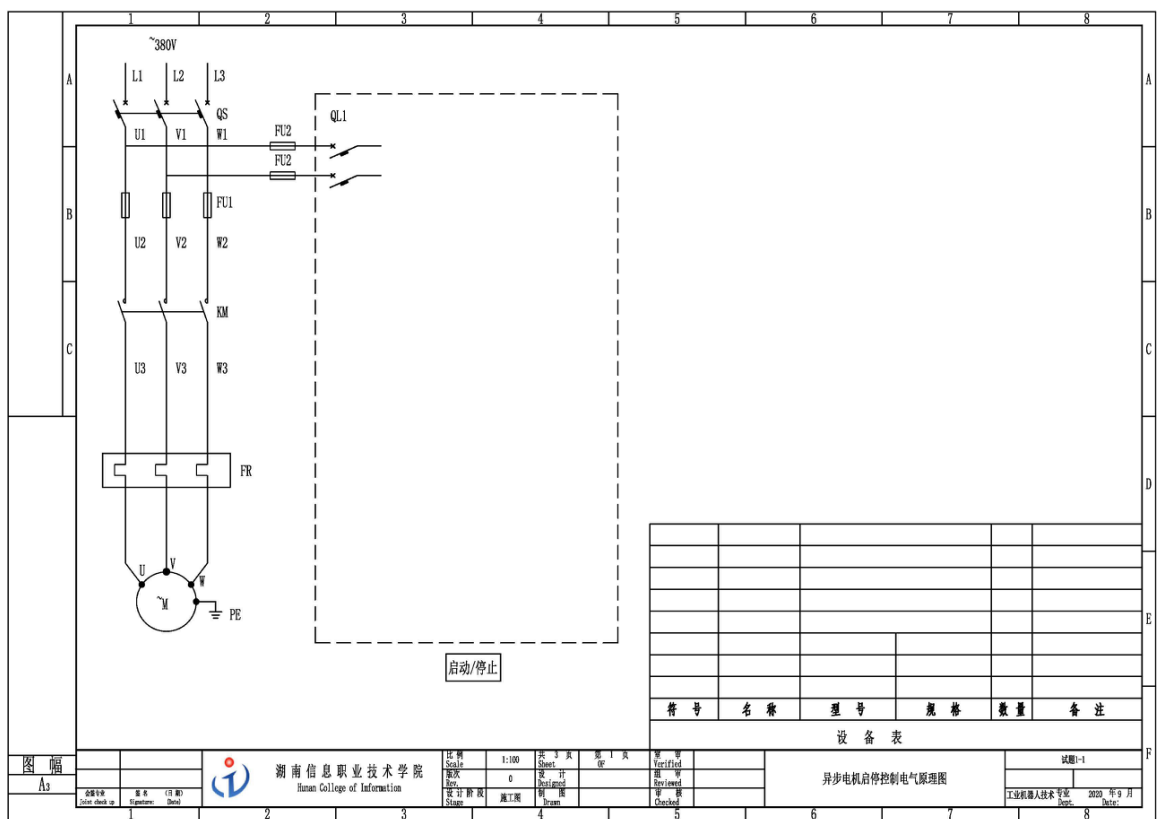 1 2 3 4 5 6 7 8
~380V
A A
L1 L2 L3
QS
QL1
U1 V1 W1 FU2
FU2
B B
FU1
U2 V2 W2
KM
C C
U3 V3 W3
FR
D
U V W
~M
PE
E
启动/停止
符号 名称 型号 规格 数量 备注
设备表
F
图幅
A3
会签专业 签名 (日期)
Joint check up Signature: (Date)
湖南信息职业技术学院
Hunan College of Information
比例 1:100 共 3 页 第 1 页
Scale Sheet OF
版次 0 设计
Rev. Designed
设计阶段 施工图 制图
Stage Drawn
室审
Verified
组审
Reviewed
审核
Checked
异步电机启停控制电气原理图
试题1-1
工业机器人技术 专业 2020 年 9 月
Dept. Date:
1 2 3 4 5 6 7 8